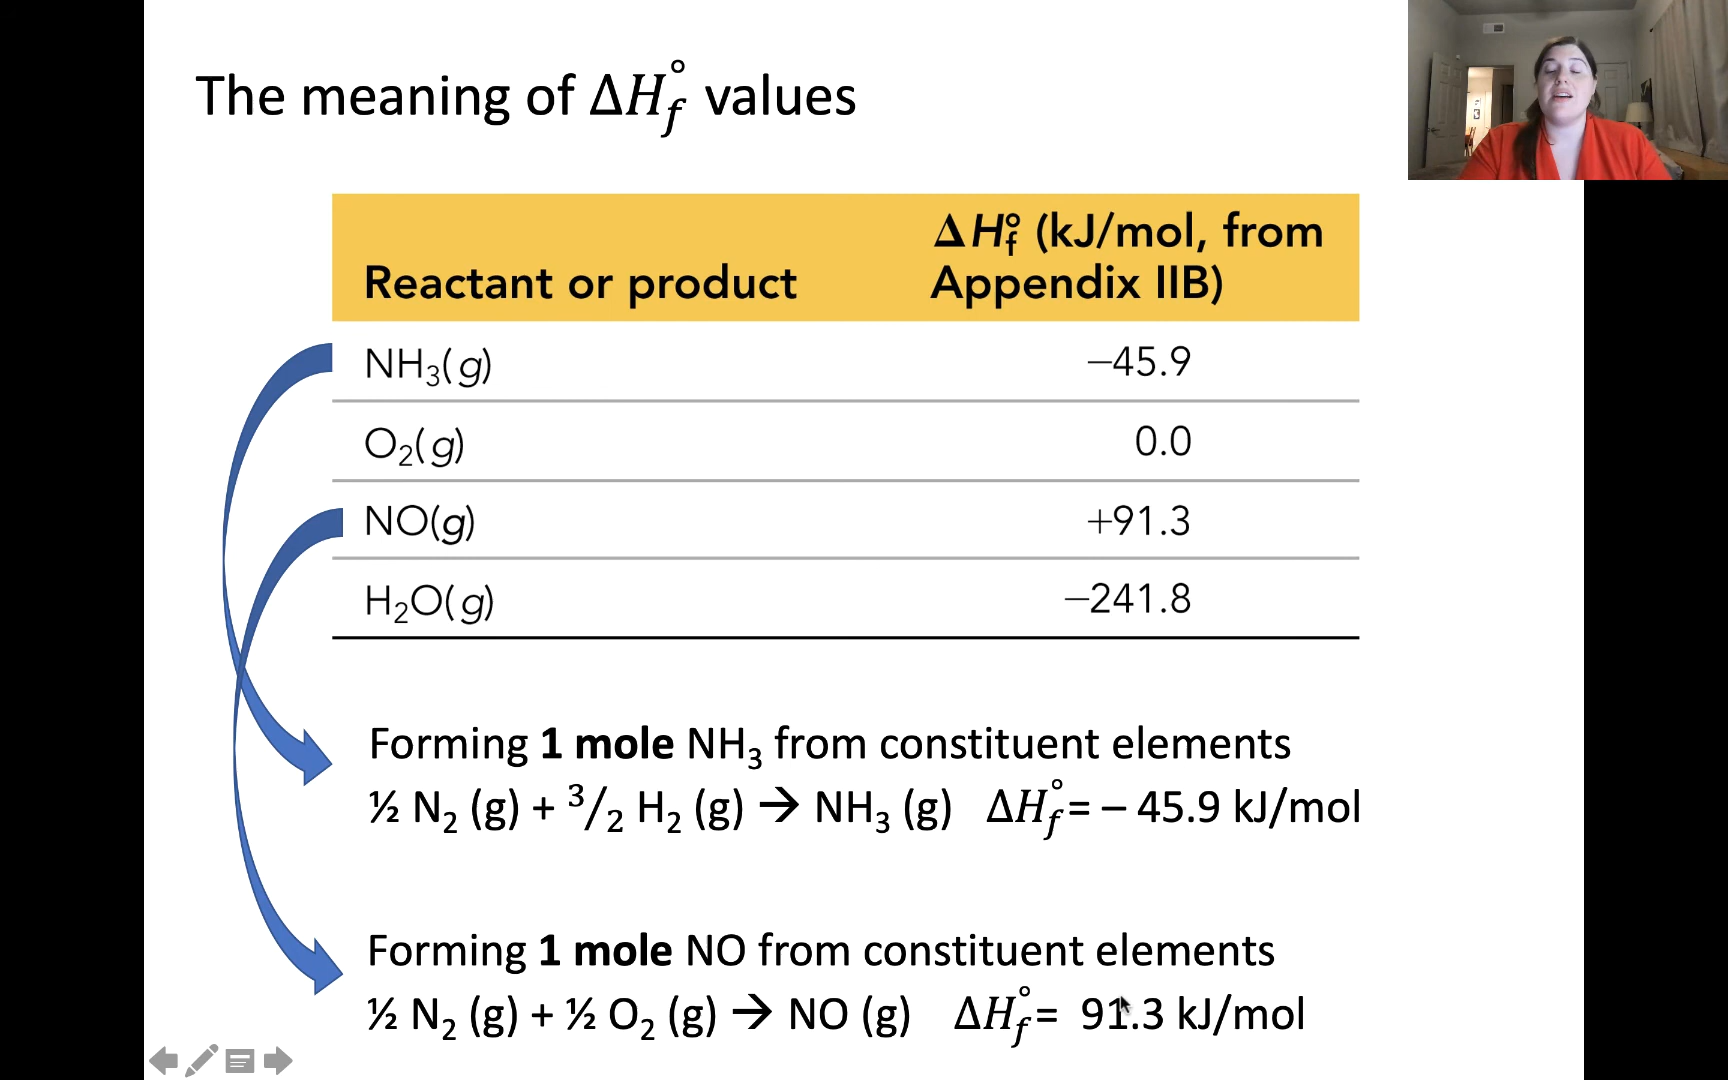 The meaning of ΔH°f values
ΔH°f (kJ/mol, from
Reactant or product Appendix IIB)
NH₃(g) −45.9
O₂(g) 0.0
NO(g) +91.3
H₂O(g) −241.8
Forming 1 mole NH₃ from constituent elements
½ N₂ (g) + ³/₂ H₂ (g) → NH₃ (g) ΔH°f = – 45.9 kJ/mol
Forming 1 mole NO from constituent elements
½ N₂ (g) + ½ O₂ (g) → NO (g) ΔH°f = 91.3 kJ/mol